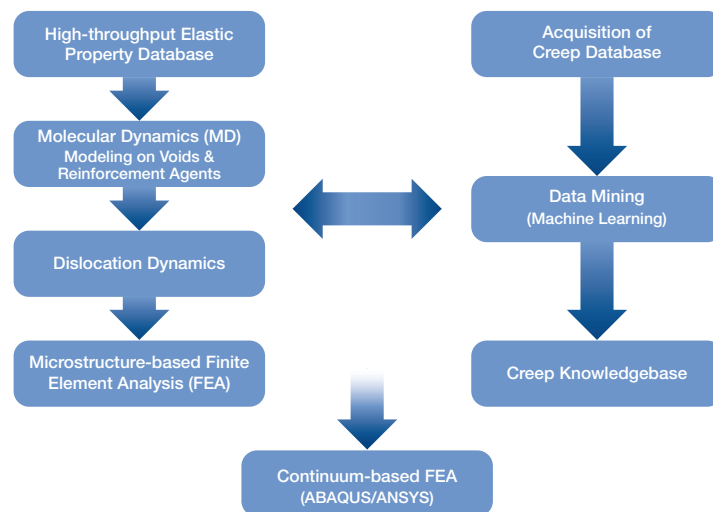 High-throughput Elastic
Property Database
Molecular Dynamics (MD)
Modeling on Voids &
Reinforcement Agents
Dislocation Dynamics
Microstructure-based Finite
Element Analysis (FEA)
Acquisition of
Creep Database
Data Mining
(Machine Learning)
Creep Knowledgebase
Continuum-based FEA
(ABAQUS/ANSYS)